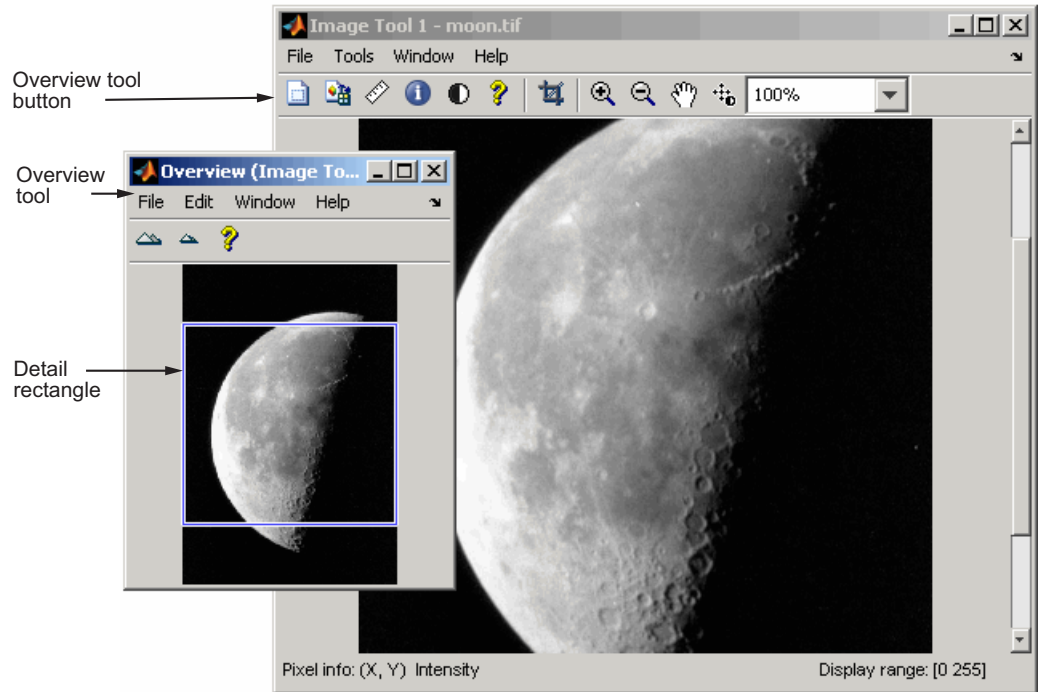 Image Tool 1 - moon.tif
File Tools Window Help
Overview tool
button
100%
Overview
tool
Overview (Image To...
File Edit Window Help
Detail
rectangle
Pixel info: (X, Y) Intensity
Display range: [0 255]